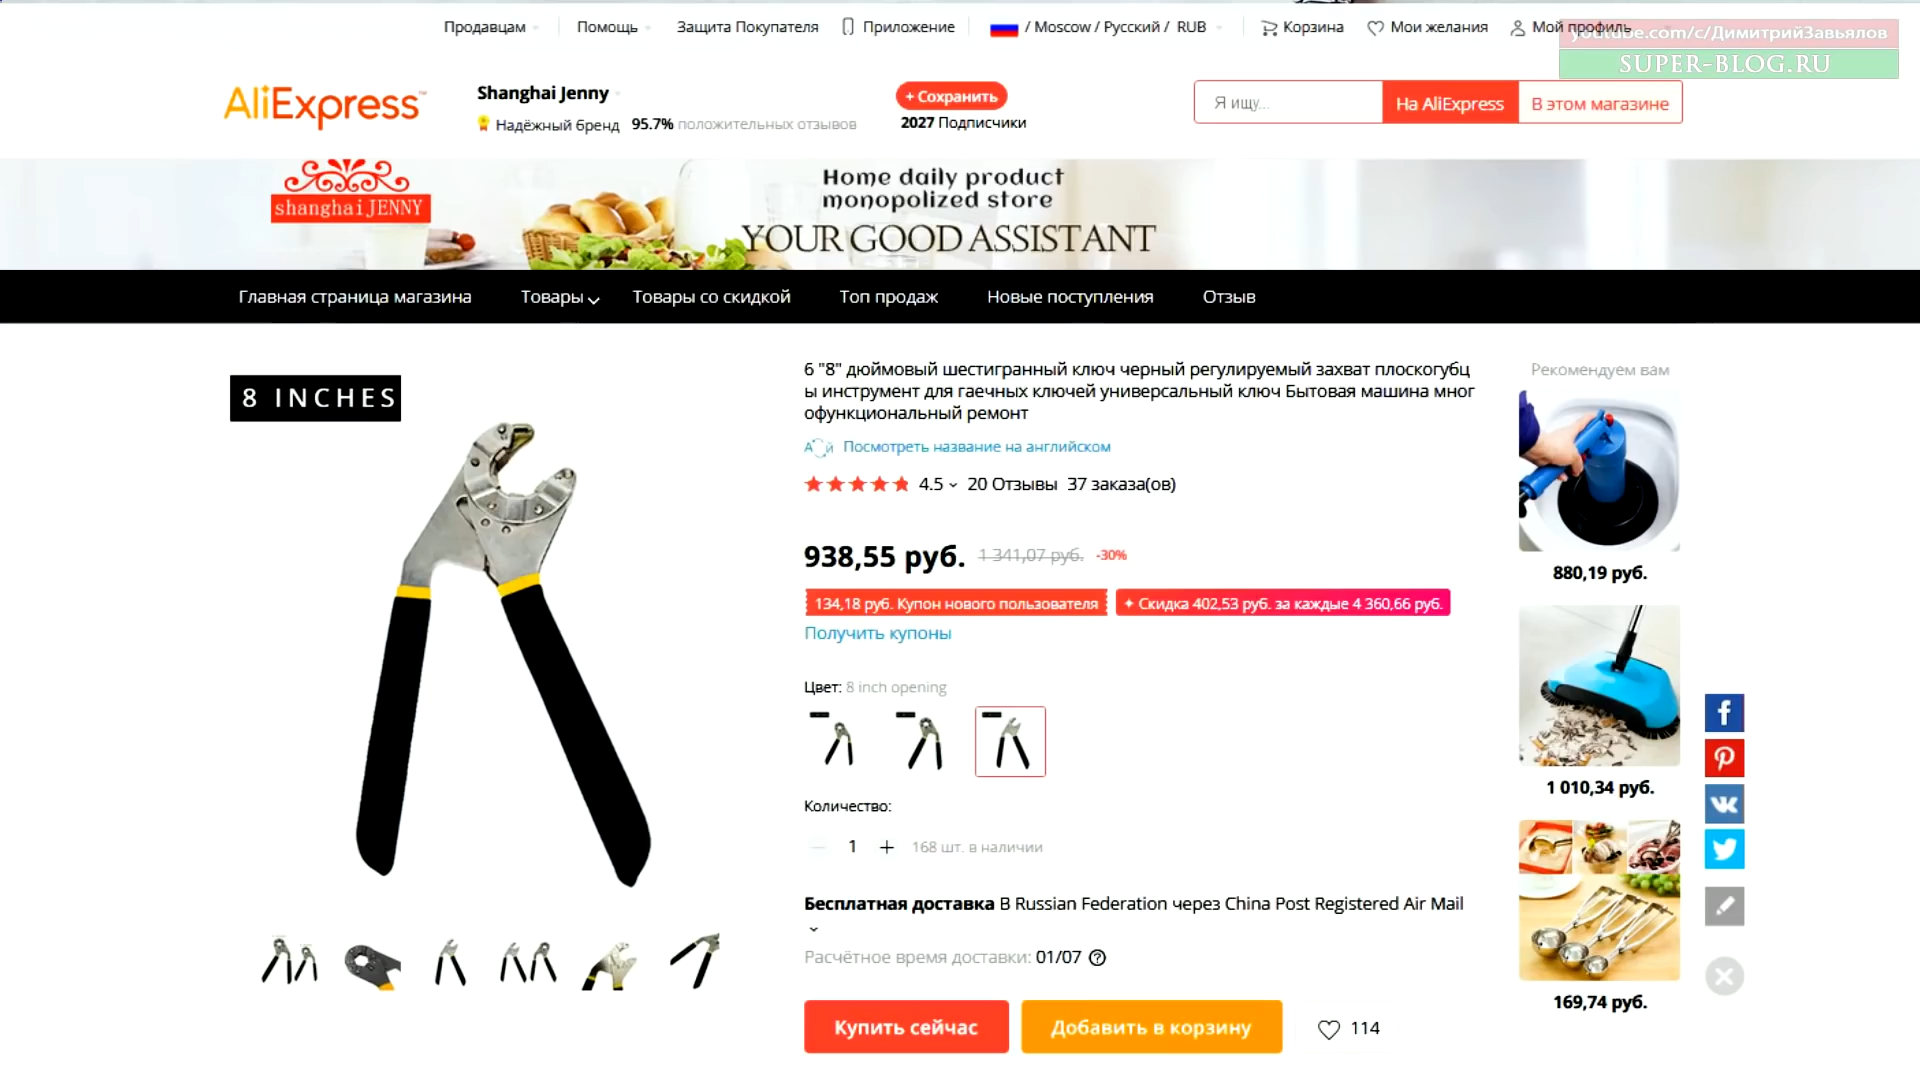 Продавцам
Помощь
Защита Покупателя
Приложение
/ Moscow / Русский / RUB
Корзина
Мои желания
Мой профиль
youtube.com/c/ДимитрийЗавьялов
SUPER-BLOG.RU
AliExpress™
Shanghai Jenny
Надёжный бренд 95.7% положительных отзывов
+ Сохранить
2027 Подписчики
Я ищу...
На AliExpress
В этом магазине
shanghaiJENNY
Home daily product
monopolized store
YOUR GOOD ASSISTANT
Главная страница магазина
Товары
Товары со скидкой
Топ продаж
Новые поступления
Отзыв
8 INCHES
6 "8" дюймовый шестигранный ключ черный регулируемый захват плоскогубц
ы инструмент для гаечных ключей универсальный ключ Бытовая машина мног
офункциональный ремонт
Посмотреть название на английском
4.5 20 Отзывы 37 заказа(ов)
938,55 руб. 1 341,07 руб. -30%
134,18 руб. Купон нового пользователя
✦ Скидка 402,53 руб. за каждые 4 360,66 руб.
Получить купоны
Цвет: 8 inch opening
Количество:
1 + 168 шт. в наличии
Бесплатная доставка В Russian Federation через China Post Registered Air Mail
Расчётное время доставки: 01/07
Купить сейчас
Добавить в корзину
114
Рекомендуем вам
880,19 руб.
1 010,34 руб.
169,74 руб.